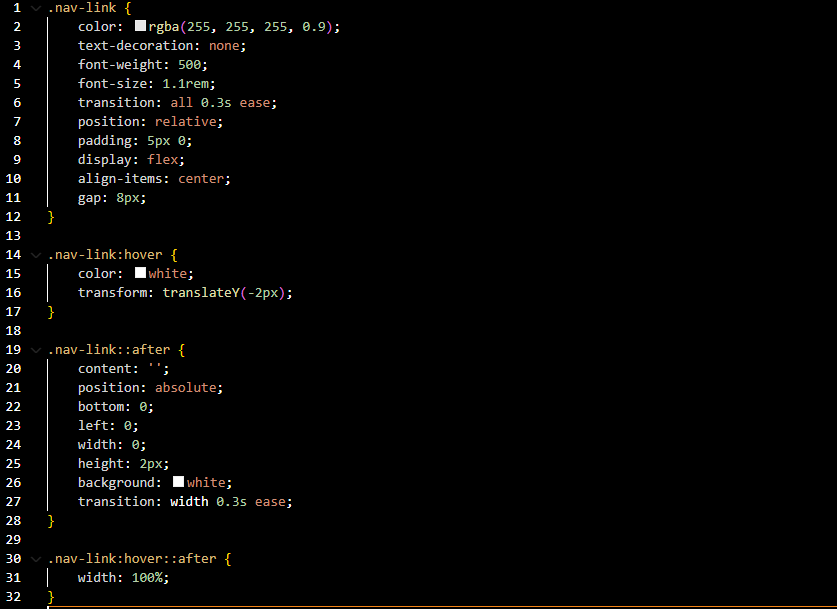 1 .nav-link {
2     color: rgba(255, 255, 255, 0.9);
3     text-decoration: none;
4     font-weight: 500;
5     font-size: 1.1rem;
6     transition: all 0.3s ease;
7     position: relative;
8     padding: 5px 0;
9     display: flex;
10     align-items: center;
11     gap: 8px;
12 }
13
14 .nav-link:hover {
15     color: white;
16     transform: translateY(-2px);
17 }
18
19 .nav-link::after {
20     content: '';
21     position: absolute;
22     bottom: 0;
23     left: 0;
24     width: 0;
25     height: 2px;
26     background: white;
27     transition: width 0.3s ease;
28 }
29
30 .nav-link:hover::after {
31     width: 100%;
32 }